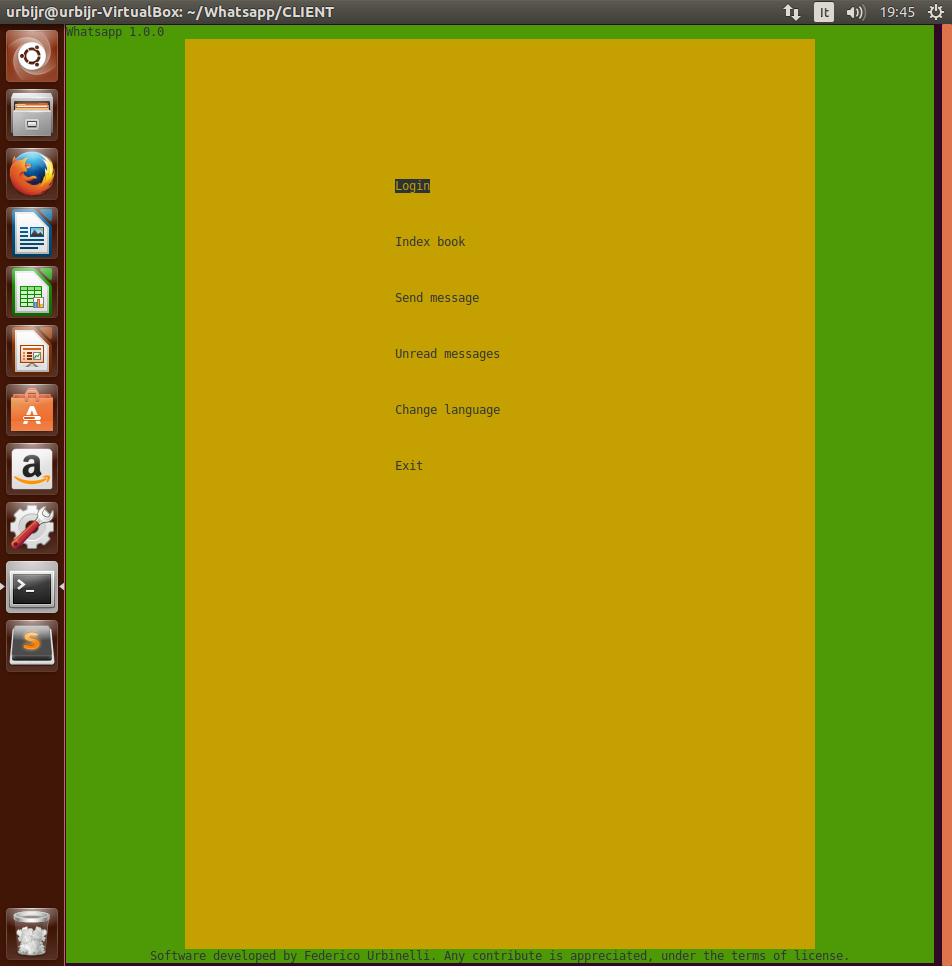 urbijr@urbijr-VirtualBox: ~/Whatsapp/CLIENT It 19:45
Whatsapp 1.0.0
Login
Index book
Send message
Unread messages
Change language
Exit
Software developed by Federico Urbinelli. Any contribute is appreciated, under the terms of license.